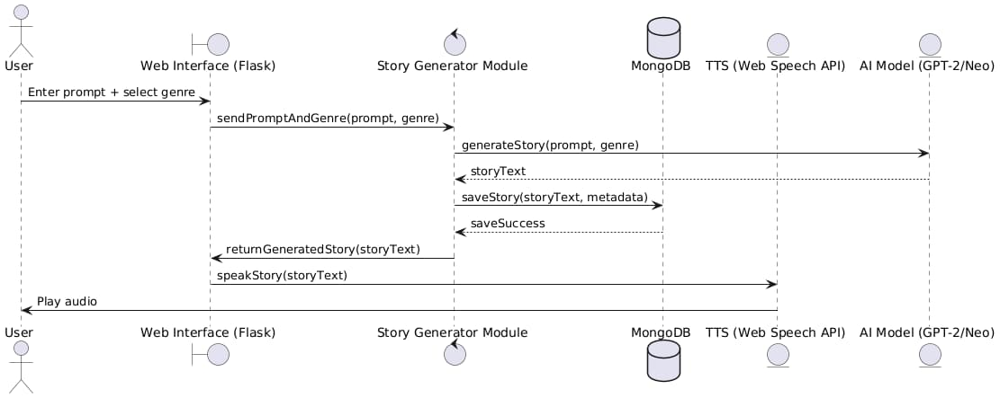 User
Web Interface (Flask)
Story Generator Module
MongoDB
TTS (Web Speech API)
AI Model (GPT-2/Neo)
Enter prompt + select genre
sendPromptAndGenre(prompt, genre)
generateStory(prompt, genre)
storyText
saveStory(storyText, metadata)
saveSuccess
returnGeneratedStory(storyText)
speakStory(storyText)
Play audio
User
Web Interface (Flask)
Story Generator Module
MongoDB
TTS (Web Speech API)
AI Model (GPT-2/Neo)